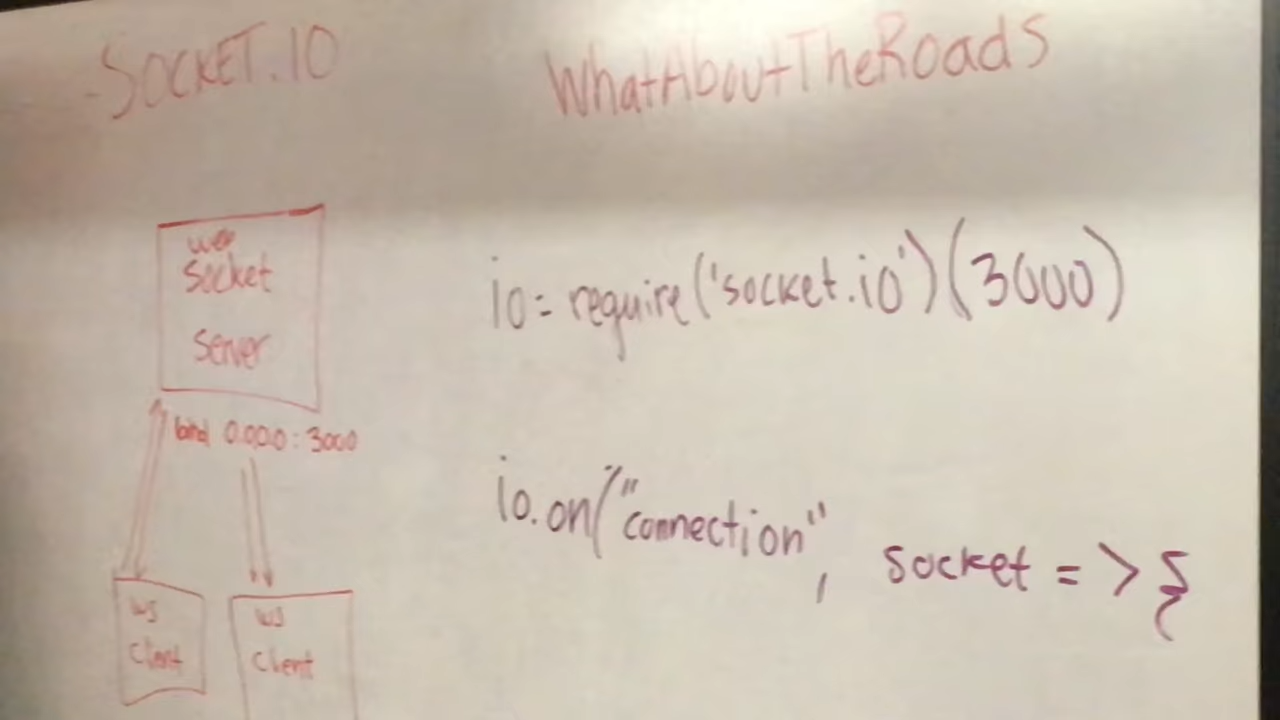 SOCKET.IO
WhatAboutTheRoads
web
socket
server
bind 0.0.0.0:3000
ws
client
ws
client
io=require('socket.io')(3000)
io.on("connection", socket => {